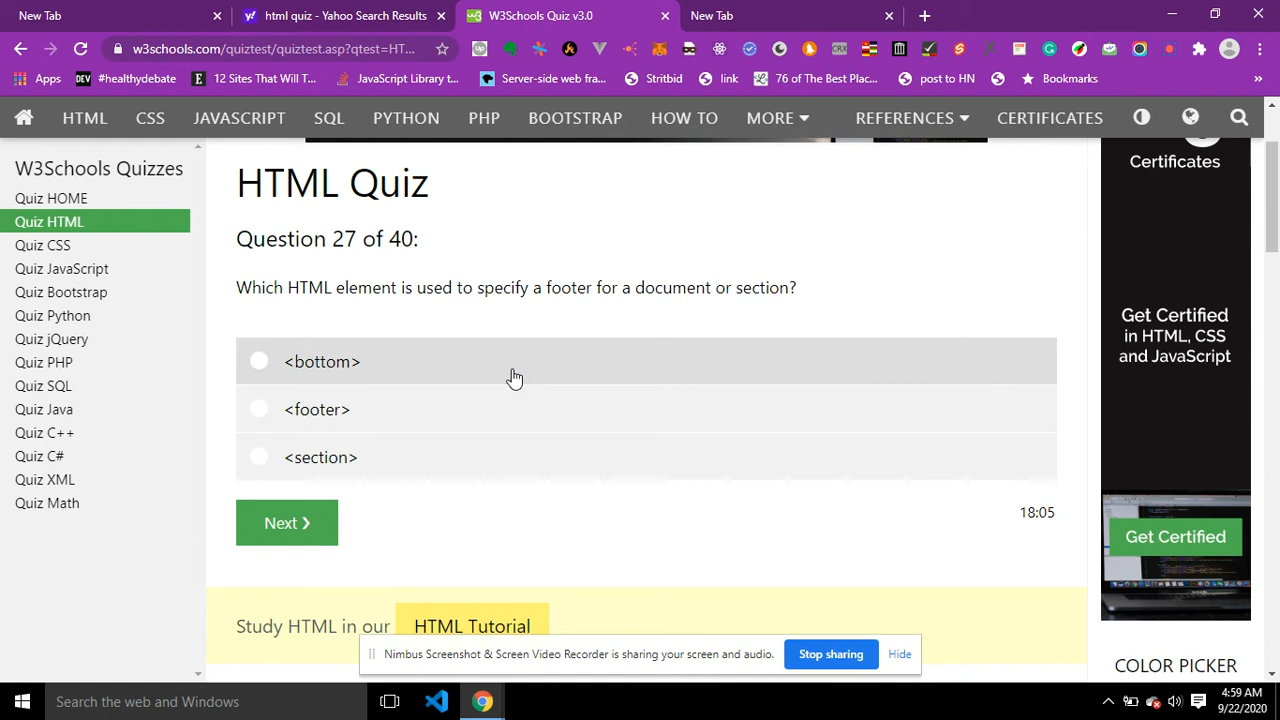 New Tab
html quiz - Yahoo Search Results
W3Schools Quiz v3.0
New Tab
w3schools.com/quiztest/quiztest.asp?qtest=HT...
Apps
DEV
#healthydebate
E
12 Sites That Will T...
JavaScript Library t...
Server-side web fra...
Stritbid
link
76 of The Best Plac...
post to HN
Bookmarks
»
HTML
CSS
JAVASCRIPT
SQL
PYTHON
PHP
BOOTSTRAP
HOW TO
MORE
REFERENCES
CERTIFICATES
W3Schools Quizzes
Quiz HOME
Quiz HTML
Quiz CSS
Quiz JavaScript
Quiz Bootstrap
Quiz Python
Quiz jQuery
Quiz PHP
Quiz SQL
Quiz Java
Quiz C++
Quiz C#
Quiz XML
Quiz Math
HTML Quiz
Question 27 of 40:
Which HTML element is used to specify a footer for a document or section?
<bottom>
<footer>
<section>
Next ❯
18:05
Study HTML in our
HTML Tutorial
Certificates
Get Certified
in HTML, CSS
and JavaScript
Get Certified
COLOR PICKER
Nimbus Screenshot & Screen Video Recorder is sharing your screen and audio.
Stop sharing
Hide
Search the web and Windows
4:59 AM
9/22/2020